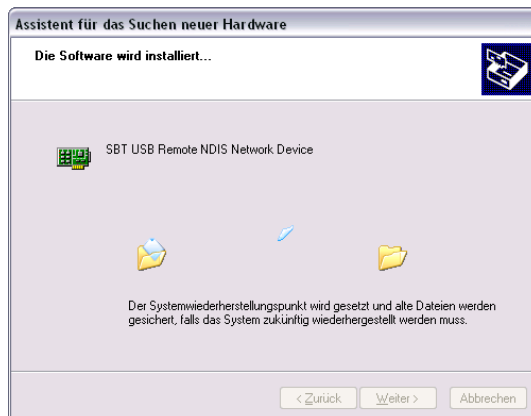 Assistent für das Suchen neuer Hardware
Die Software wird installiert...
SBT USB Remote NDIS Network Device
Der Systemwiederherstellungspunkt wird gesetzt und alte Dateien werden
gesichert, falls das System zukünftig wiederhergestellt werden muss.
< Zurück Weiter > Abbrechen